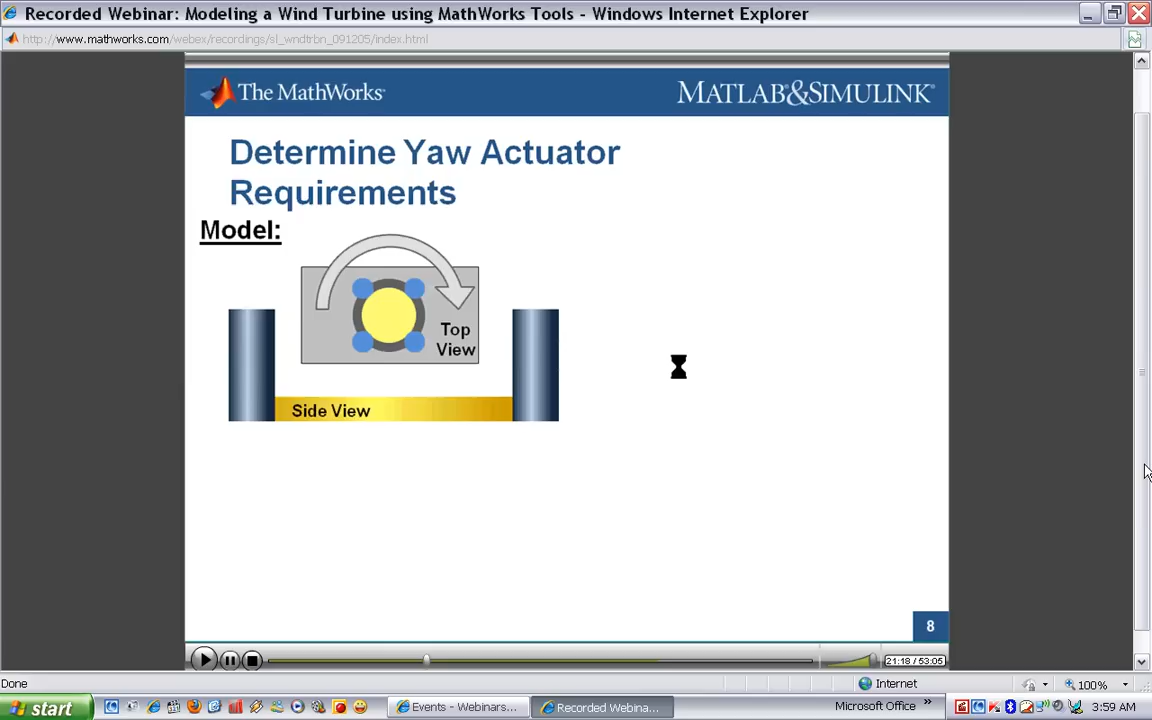 Recorded Webinar: Modeling a Wind Turbine using MathWorks Tools - Windows Internet Explorer
http://www.mathworks.com/webex/recordings/sl_wndtrbn_091205/index.html
The MathWorks
MATLAB&SIMULINK
Determine Yaw Actuator
Requirements
Model:
Top
View
Side View
8
21:18 / 53:05
Done
Internet
100%
start
Events - Webinars...
Recorded Webina...
Microsoft Office
3:59 AM